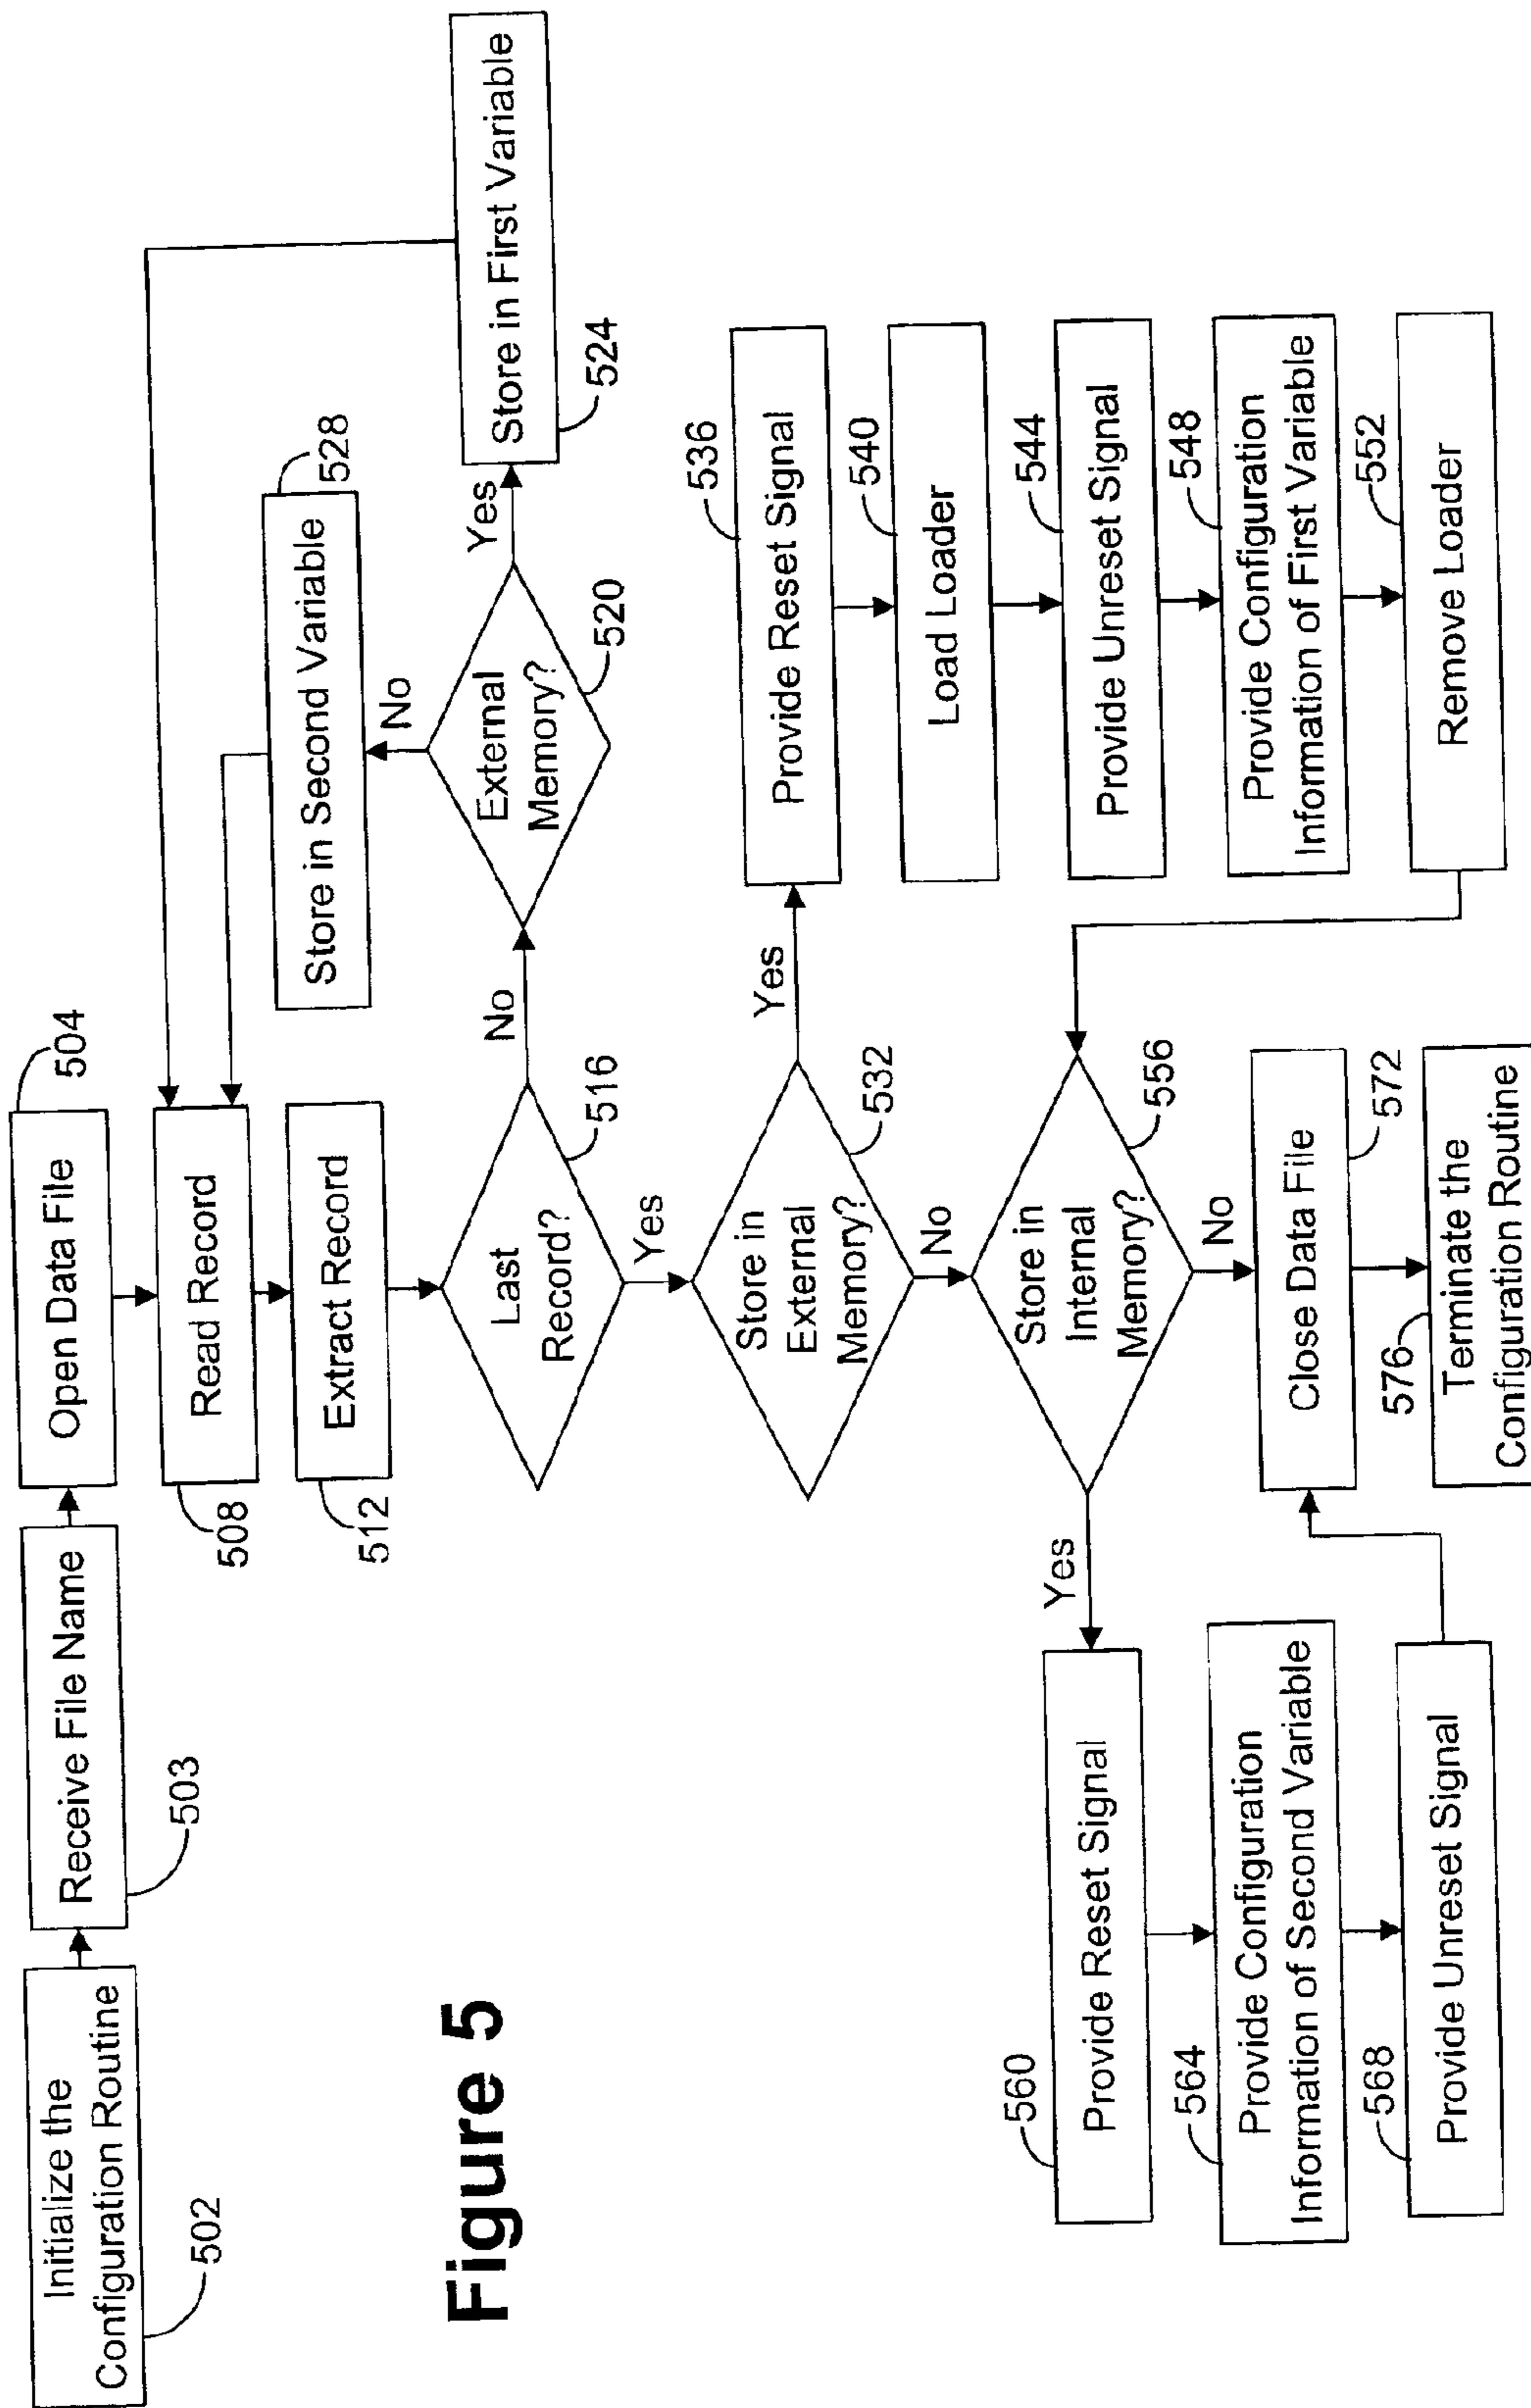 Initialize the
Configuration Routine
502
Receive File Name
503
Open Data File
504
Read Record
508
Extract Record
512
Last
Record?
516
No
Yes
External
Memory?
520
No
Yes
Store in Second Variable
528
Store in First Variable
524
Store in
External
Memory?
532
Yes
No
Provide Reset Signal
536
Load Loader
540
Provide Unreset Signal
544
Provide Configuration
Information of First Variable
548
Remove Loader
552
Store in
Internal
Memory?
556
Yes
No
Provide Reset Signal
560
Provide Configuration
Information of Second Variable
564
Provide Unreset Signal
568
Close Data File
572
Terminate the
Configuration Routine
576
Figure 5